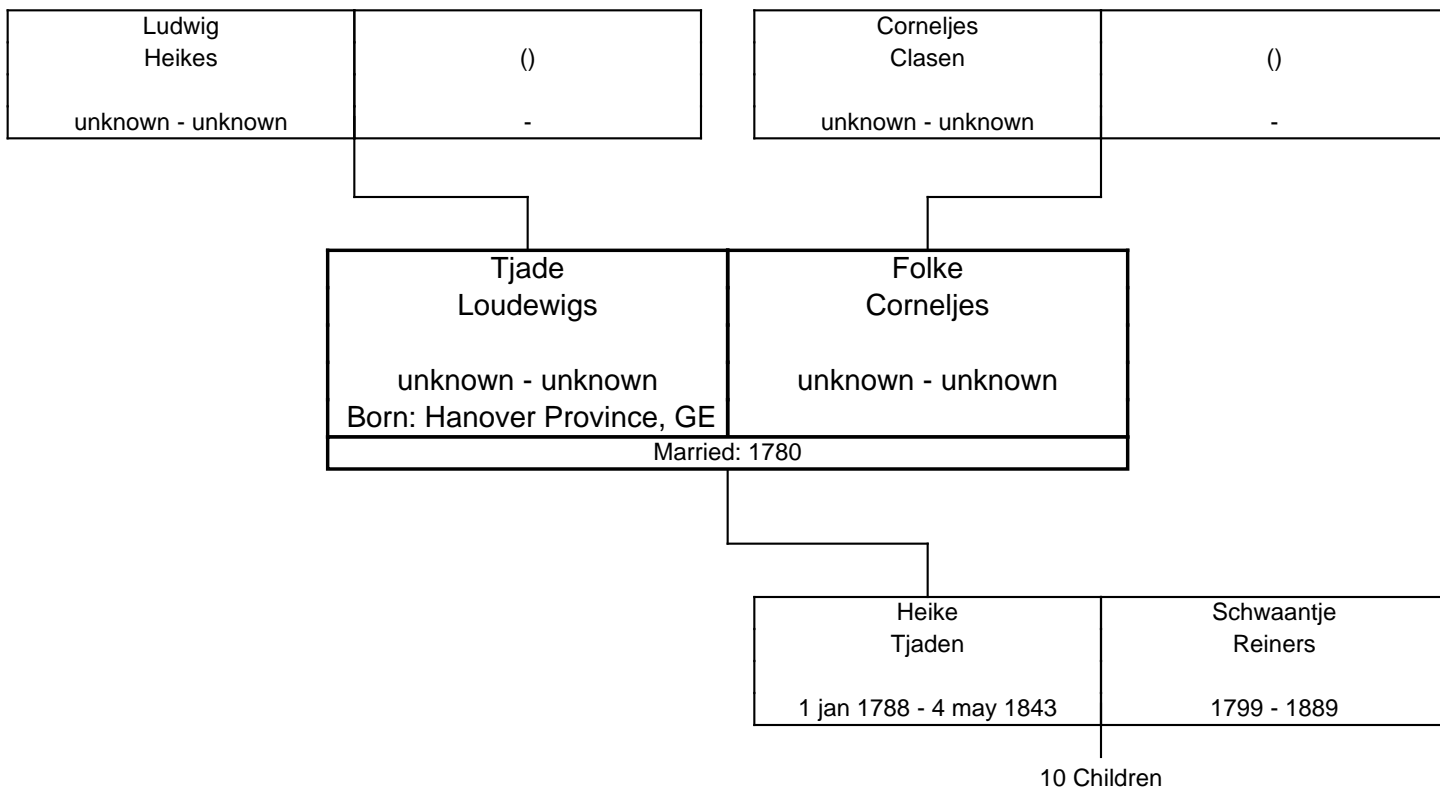 Ludwig
Heikes
()
unknown - unknown
-
Corneljes
Clasen
()
unknown - unknown
-
Tjade
Loudewigs
unknown - unknown
Born: Hanover Province, GE
Folke
Corneljes
unknown - unknown
Married: 1780
Heike
Tjaden
1 jan 1788 - 4 may 1843
Schwaantje
Reiners
1799 - 1889
10 Children